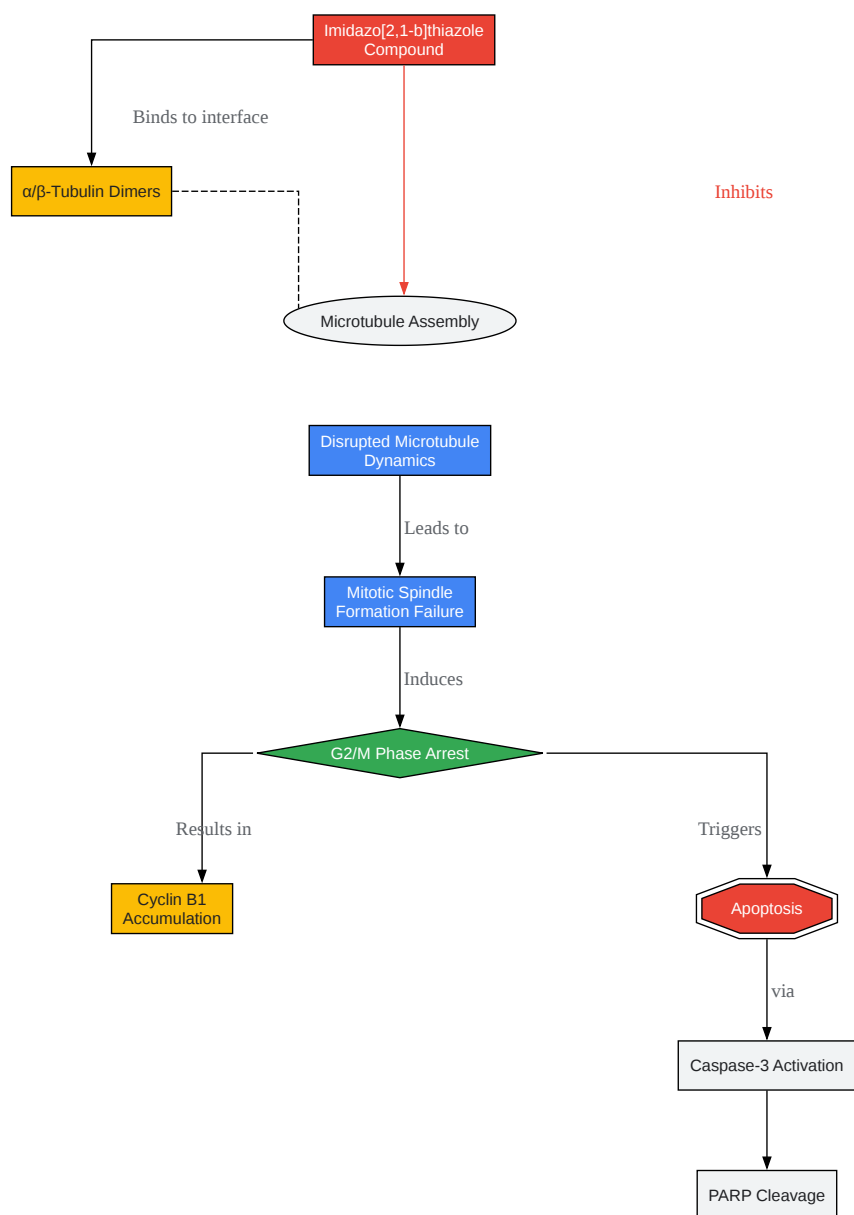 Imidazo[2,1-b]thiazole
Compound
Binds to interface
α/β-Tubulin Dimers
Inhibits
Microtubule Assembly
Disrupted Microtubule
Dynamics
Leads to
Mitotic Spindle
Formation Failure
Induces
G2/M Phase Arrest
Results in
Triggers
Cyclin B1
Accumulation
Apoptosis
via
Caspase-3 Activation
PARP Cleavage